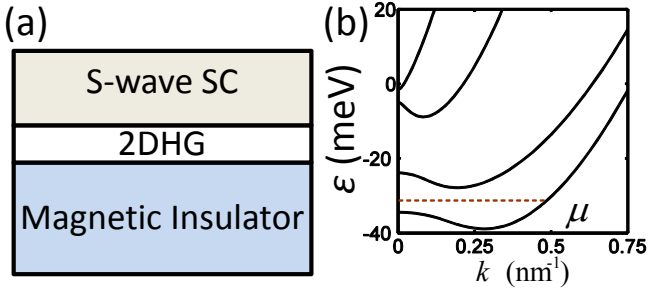 (a)
S-wave SC
2DHG
Magnetic Insulator
(b)
ε (meV)
20
0
-20
-40
μ
0 0.25 0.5 0.75
k (nm⁻¹)